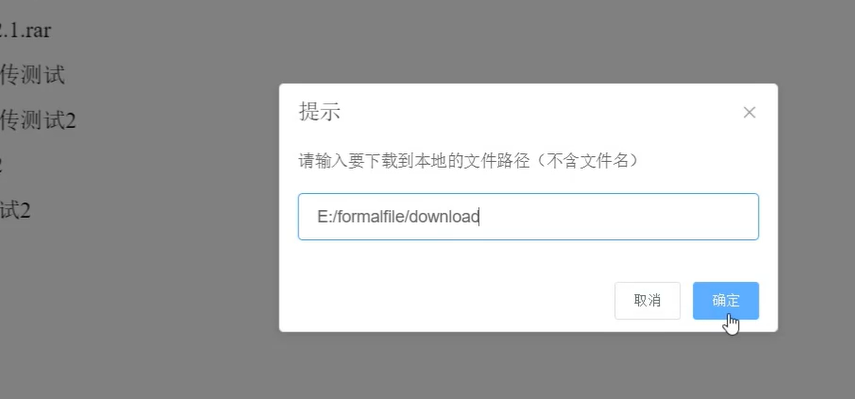 2.1.rar
传测试
传测试2
2
试2
提示
请输入要下载到本地的文件路径（不含文件名）
E:/formalfile/download
取消
确定